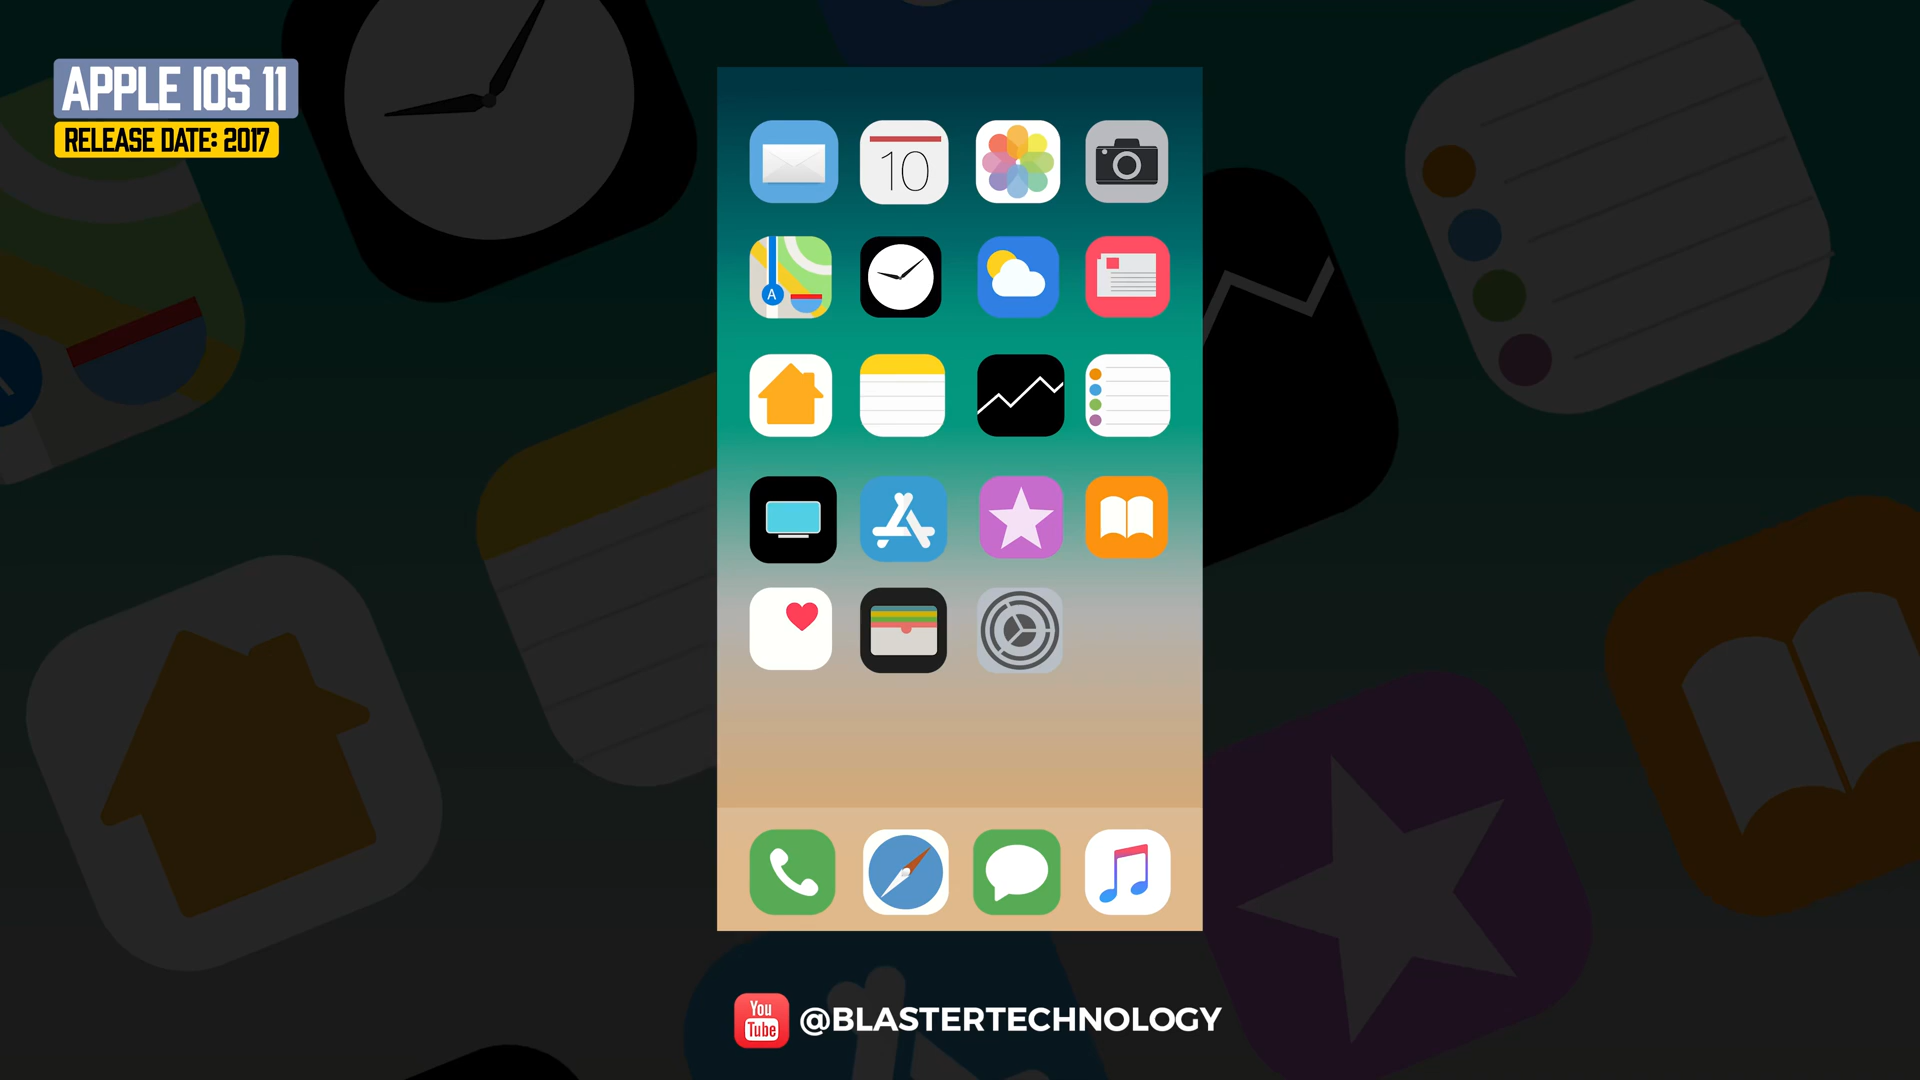 APPLE IOS 11
RELEASE DATE: 2017
10
A
You
Tube
@BLASTERTECHNOLOGY